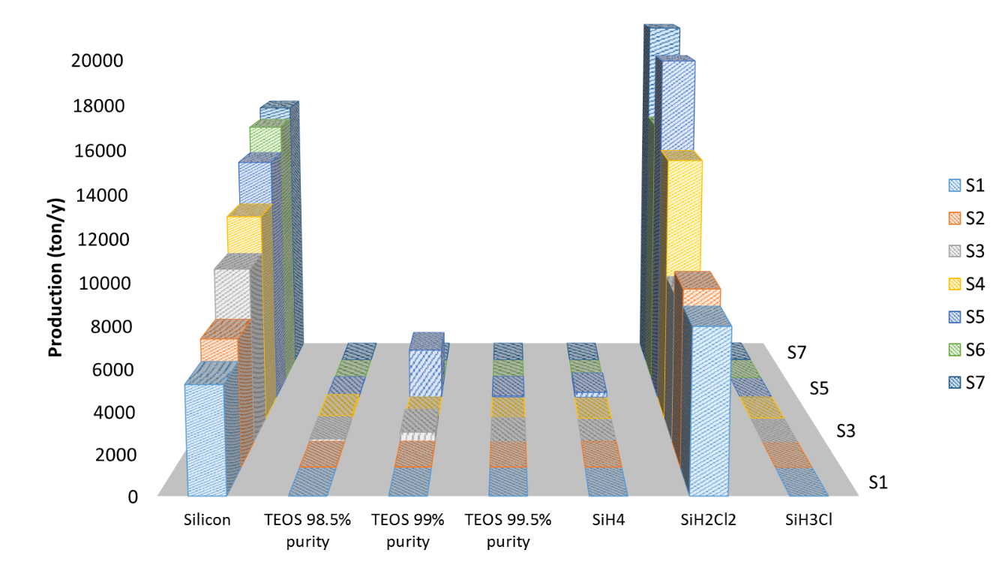 20000
18000
16000
14000
12000
10000
8000
6000
4000
2000
0
Production (ton/y)
Silicon
TEOS 98.5%
purity
TEOS 99%
purity
TEOS 99.5%
purity
SiH4
SiH2Cl2
SiH3Cl
S7
S5
S3
S1
S1
S2
S3
S4
S5
S6
S7